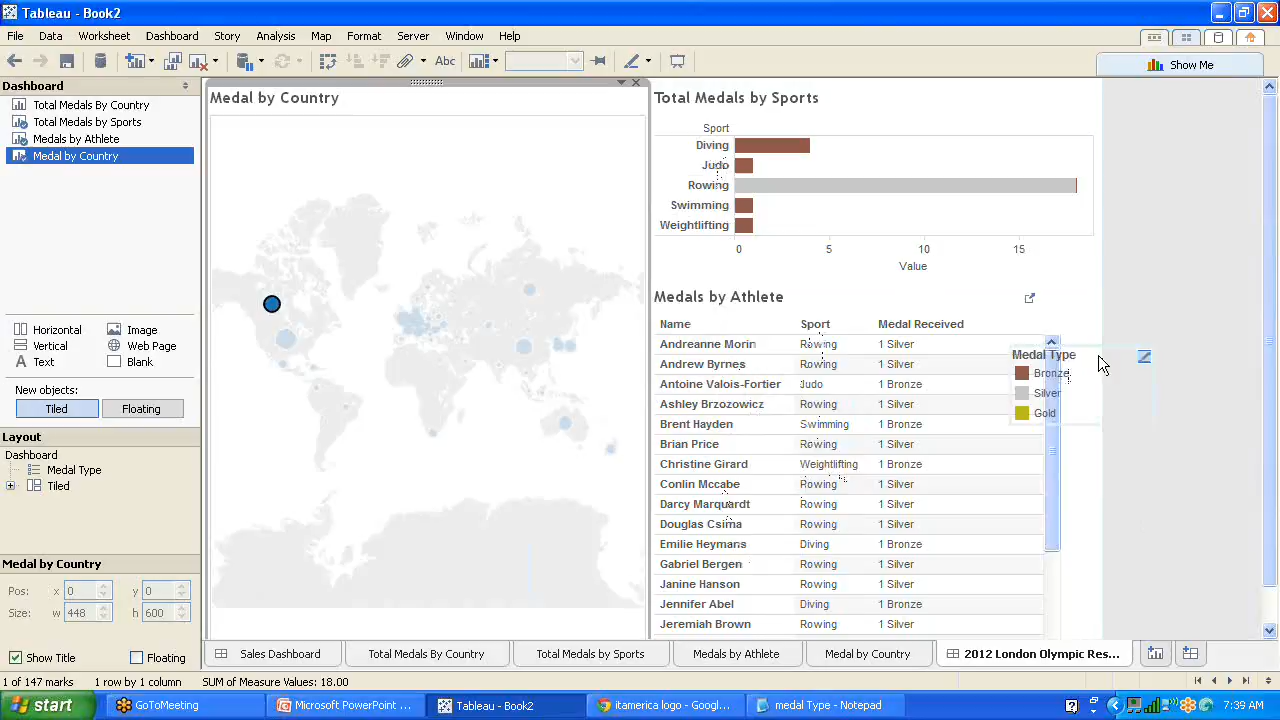 Tableau - Book2
File Data Worksheet Dashboard Story Analysis Map Format Server Window Help
Abc
Show Me
Dashboard
Total Medals By Country
Total Medals by Sports
Medals by Athlete
Medal by Country
Horizontal Image
Vertical Web Page
A Text Blank
New objects:
Tiled Floating
Layout
Dashboard
Medal Type
Tiled
Medal by Country
Pos: x 0 y 0
Size: w 448 h 600
Show Title Floating
Medal by Country
Total Medals by Sports
Sport
Diving
Judo
Rowing
Swimming
Weightlifting
0 5 10 15
Value
Medals by Athlete
Name Sport Medal Received
Andreanne Morin Rowing 1 Silver
Andrew Byrnes Rowing 1 Silver
Antoine Valois-Fortier Judo 1 Bronze
Ashley Brzozowicz Rowing 1 Silver
Brent Hayden Swimming 1 Bronze
Brian Price Rowing 1 Silver
Christine Girard Weightlifting 1 Bronze
Conlin Mccabe Rowing 1 Silver
Darcy Marquardt Rowing 1 Silver
Douglas Csima Rowing 1 Silver
Emilie Heymans Diving 1 Bronze
Gabriel Bergen Rowing 1 Silver
Janine Hanson Rowing 1 Silver
Jennifer Abel Diving 1 Bronze
Jeremiah Brown Rowing 1 Silver
Medal Type
Bronze
Silver
Gold
Sales Dashboard Total Medals By Country Total Medals by Sports Medals by Athlete Medal by Country 2012 London Olympic Res...
1 of 147 marks 1 row by 1 column SUM of Measure Values: 18.00
start GoToMeeting Microsoft PowerPoint ... Tableau - Book2 itamerica logo - Googl... medal Type - Notepad 7:39 AM